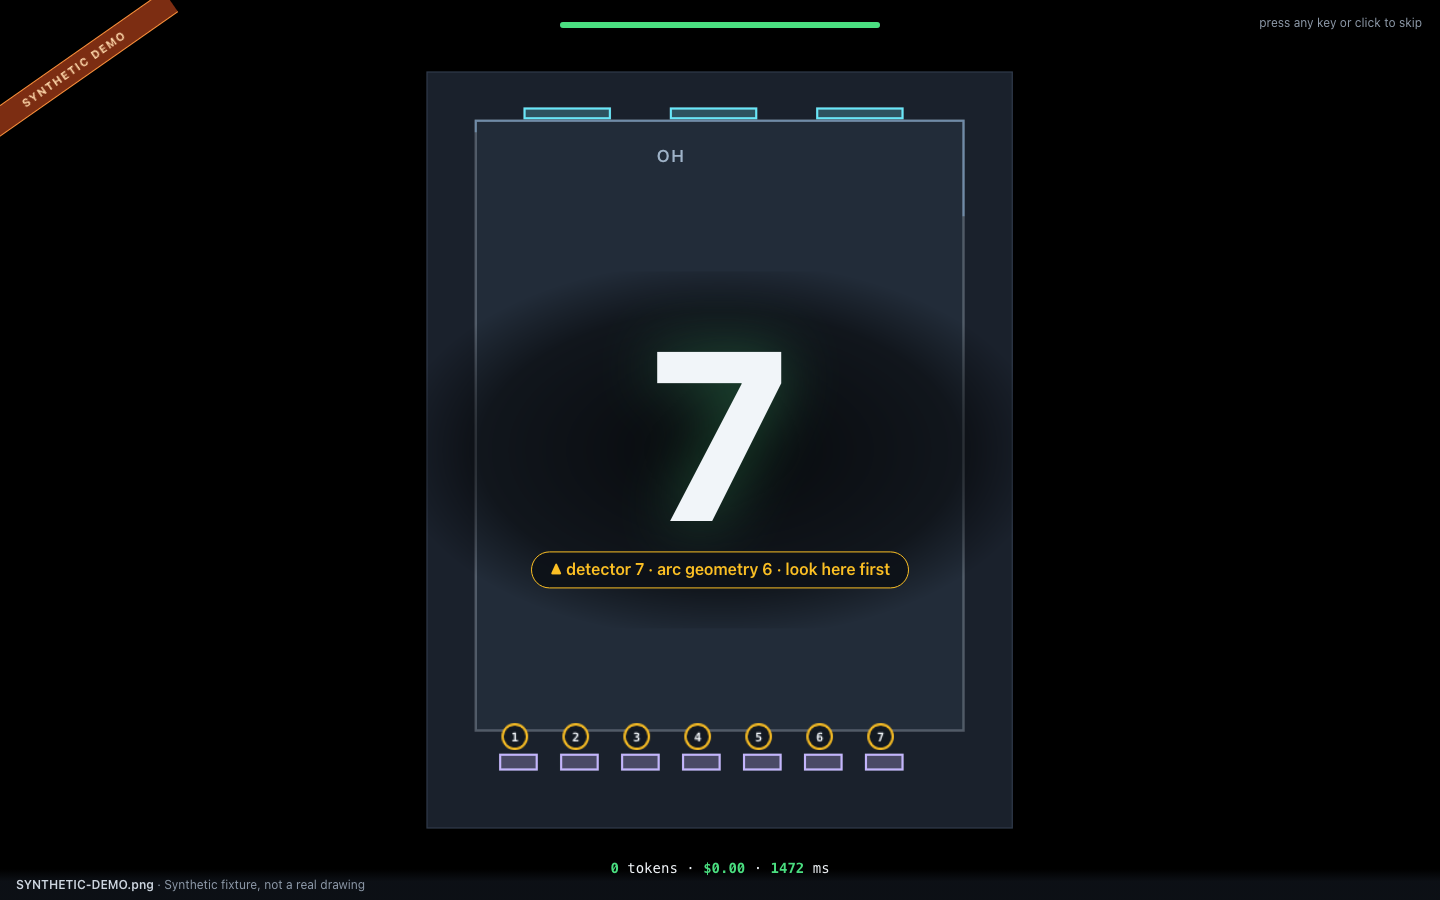 SYNTHETIC DEMO
press any key or click to skip
OH
7
▲ detector 7 · arc geometry 6 · look here first
1 2 3 4 5 6 7
0 tokens · $0.00 · 1472 ms
SYNTHETIC-DEMO.png · Synthetic fixture, not a real drawing